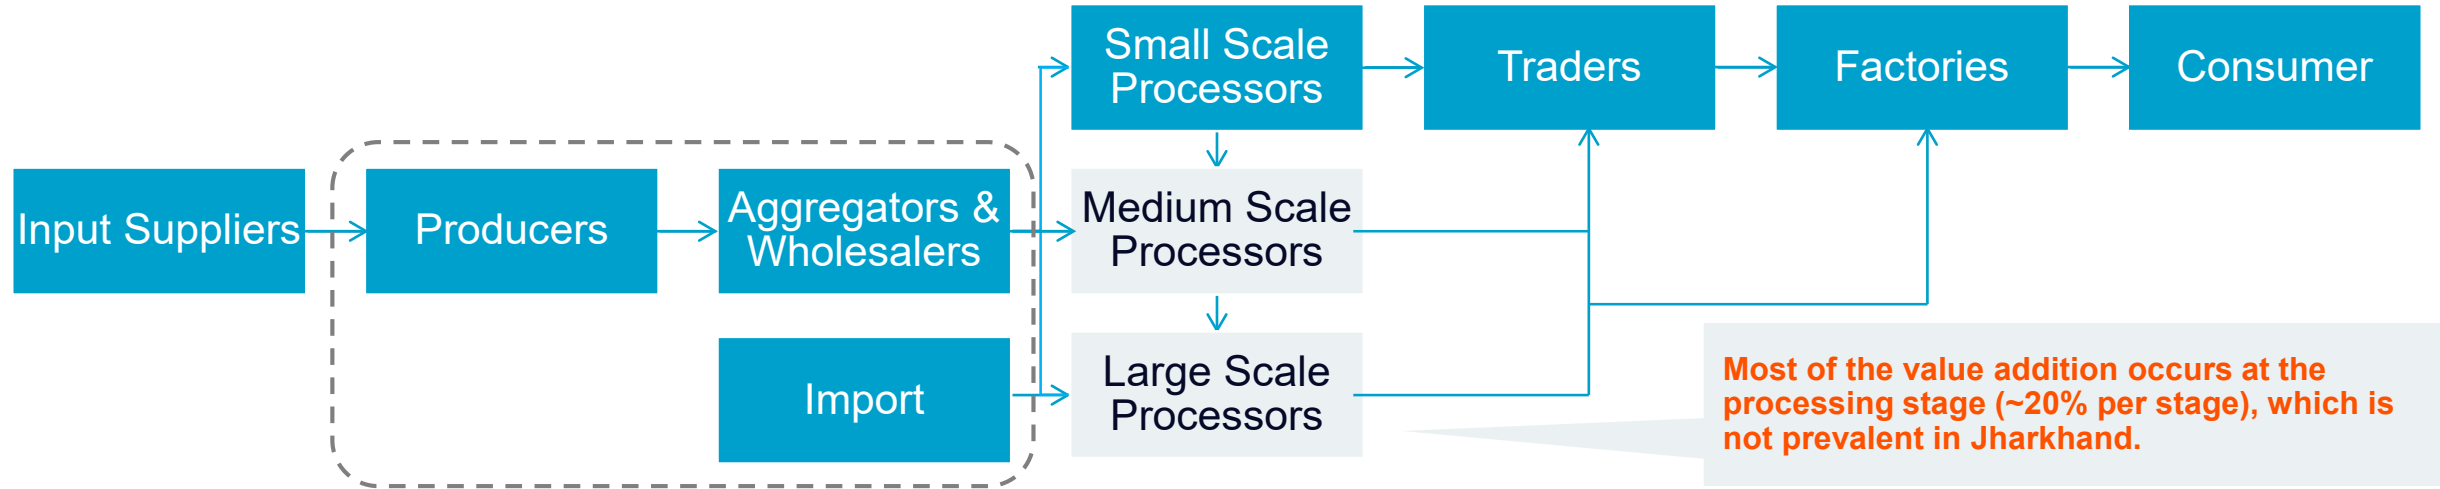 Small Scale
Processors
Traders
Factories
Consumer
Input Suppliers
Producers
Aggregators &
Wholesalers
Medium Scale
Processors
Import
Large Scale
Processors
Most of the value addition occurs at the
processing stage (~20% per stage), which is
not prevalent in Jharkhand.